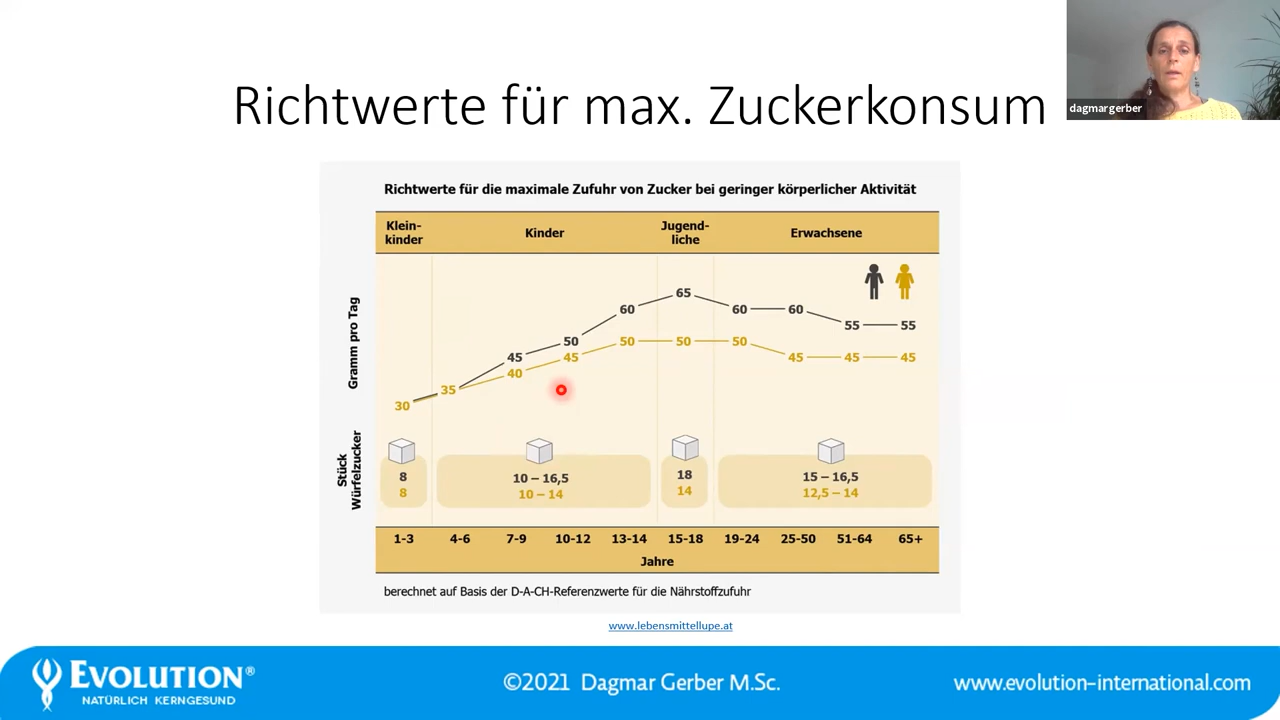 Richtwerte für max. Zuckerkonsum
dagmargerber
Richtwerte für die maximale Zufuhr von Zucker bei geringer körperlicher Aktivität
Klein-
kinder
Kinder
Jugend-
liche
Erwachsene
Gramm pro Tag
30
35
45
50
60
65
60
60
55
55
40
45
50
50
50
45
45
45
Stück
Würfelzucker
8
8
10 – 16,5
10 – 14
18
14
15 – 16,5
12,5 – 14
1-3 4-6 7-9 10-12 13-14 15-18 19-24 25-50 51-64 65+
Jahre
berechnet auf Basis der D-A-CH-Referenzwerte für die Nährstoffzufuhr
www.lebensmittellupe.at
EVOLUTION®
NATÜRLICH KERNGESUND
©2021 Dagmar Gerber M.Sc.
www.evolution-international.com